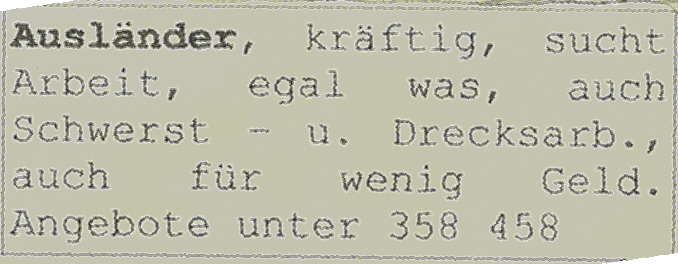 Ausländer, kräftig, sucht
Arbeit, egal was, auch
Schwerst - u. Drecksarb.,
auch für wenig Geld.
Angebote unter 358 458